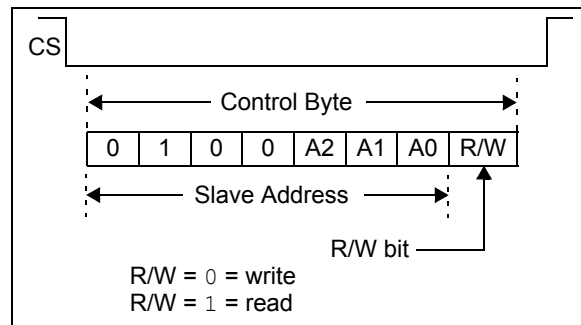 CS
Control Byte
0 1 0 0 A2 A1 A0 R/W
Slave Address
R/W bit
R/W = 0 = write
R/W = 1 = read